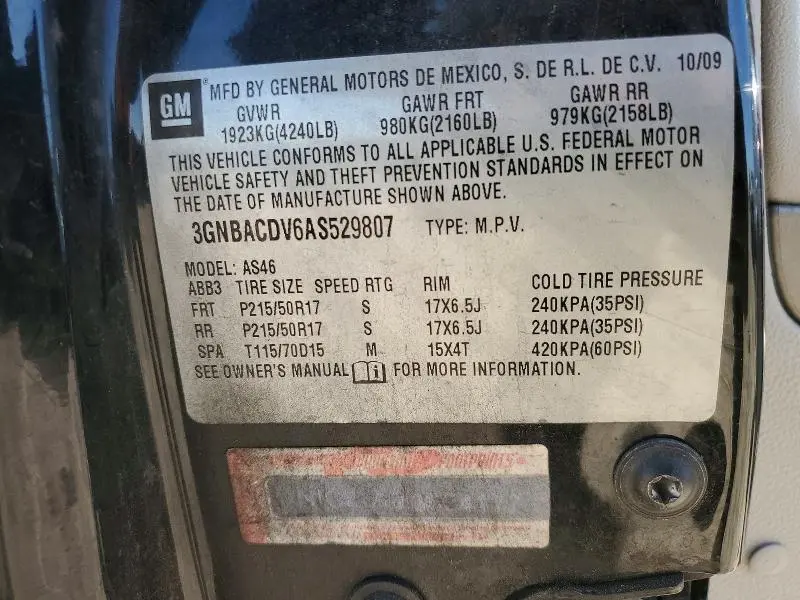 GM ® MFD BY GENERAL MOTORS DE MEXICO, S. DE R.L. DE C.V. 10/09
GVWR GAWR FRT GAWR RR
1923KG(4240LB) 980KG(2160LB) 979KG(2158LB)
THIS VEHICLE CONFORMS TO ALL APPLICABLE U.S. FEDERAL MOTOR
VEHICLE SAFETY AND THEFT PREVENTION STANDARDS IN EFFECT ON
THE DATE OF MANUFACTURE SHOWN ABOVE.
3GNBACDV6AS529807 TYPE: M.P.V.
MODEL: AS46
ABB3 TIRE SIZE SPEED RTG RIM COLD TIRE PRESSURE
FRT P215/50R17 S 17X6.5J 240KPA(35PSI)
RR P215/50R17 S 17X6.5J 240KPA(35PSI)
SPA T115/70D15 M 15X4T 420KPA(60PSI)
SEE OWNER'S MANUAL FOR MORE INFORMATION.